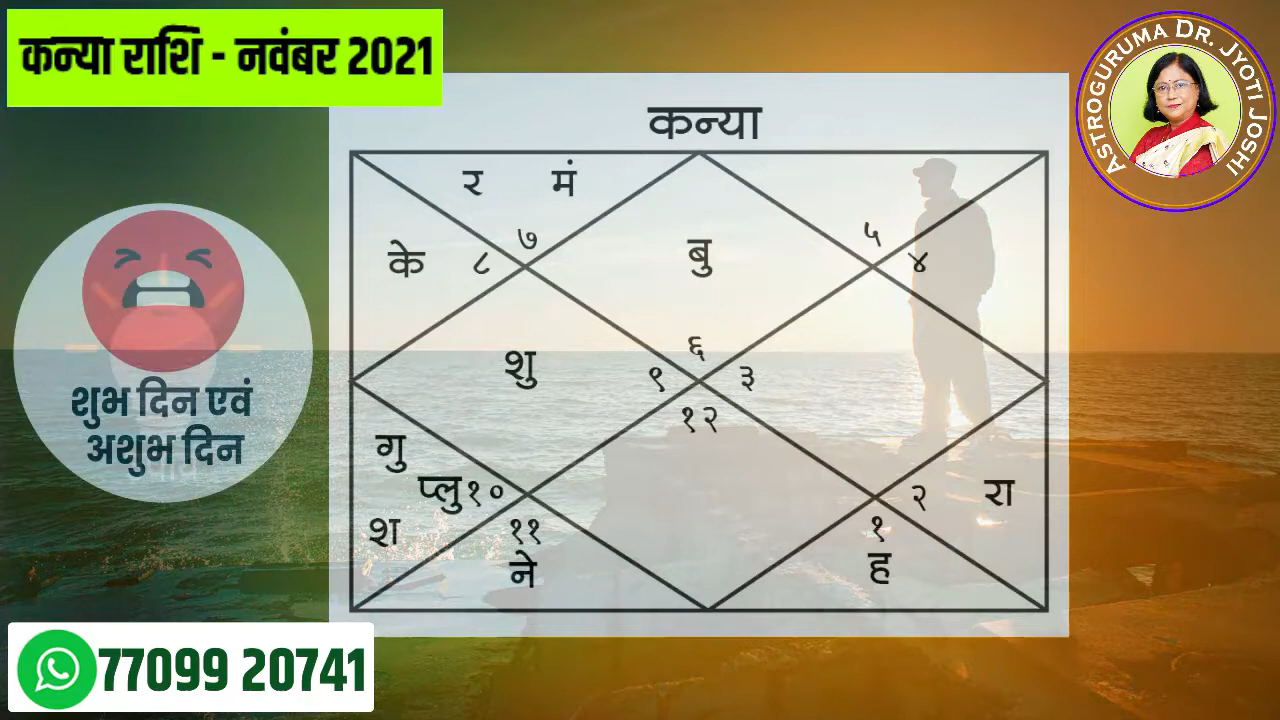 कन्या राशि - नवंबर 2021
ASTROGURUMA DR. JYOTI JOSHI
कन्या
र मं
७
५
के ८
बु
४
६
शु
९ ३
१२
शुभ दिन एवं
अशुभ दिन
गु
प्लु १०
२ रा
श
११
१
ने
ह
77099 20741